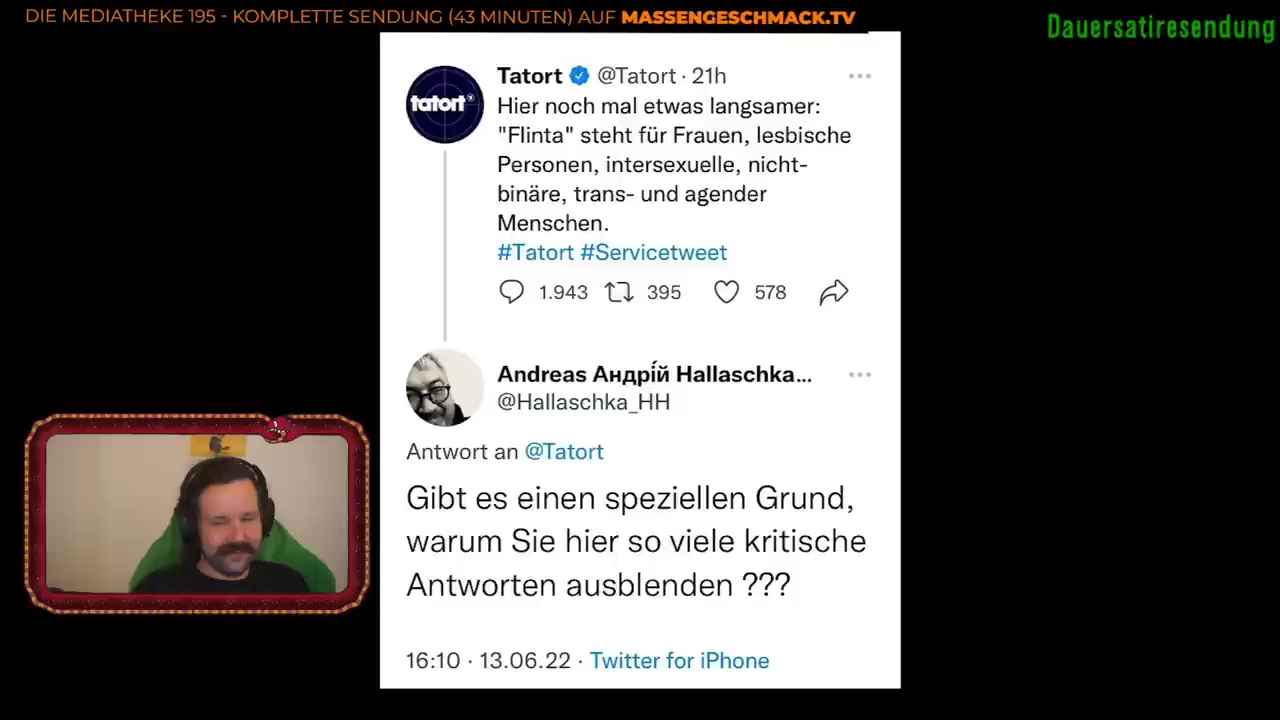 DIE MEDIATHEKE 195 - KOMPLETTE SENDUNG (43 MINUTEN) AUF MASSENGESCHMACK.TV
Dauersatiresendung
Tatort @Tatort · 21h
tatort
Hier noch mal etwas langsamer:
"Flinta" steht für Frauen, lesbische
Personen, intersexuelle, nicht-
binäre, trans- und agender
Menschen.
#Tatort #Servicetweet
1.943 395 578
Andreas Андрі́й Hallaschka...
@Hallaschka_HH
Antwort an @Tatort
Gibt es einen speziellen Grund,
warum Sie hier so viele kritische
Antworten ausblenden ???
16:10 · 13.06.22 · Twitter for iPhone